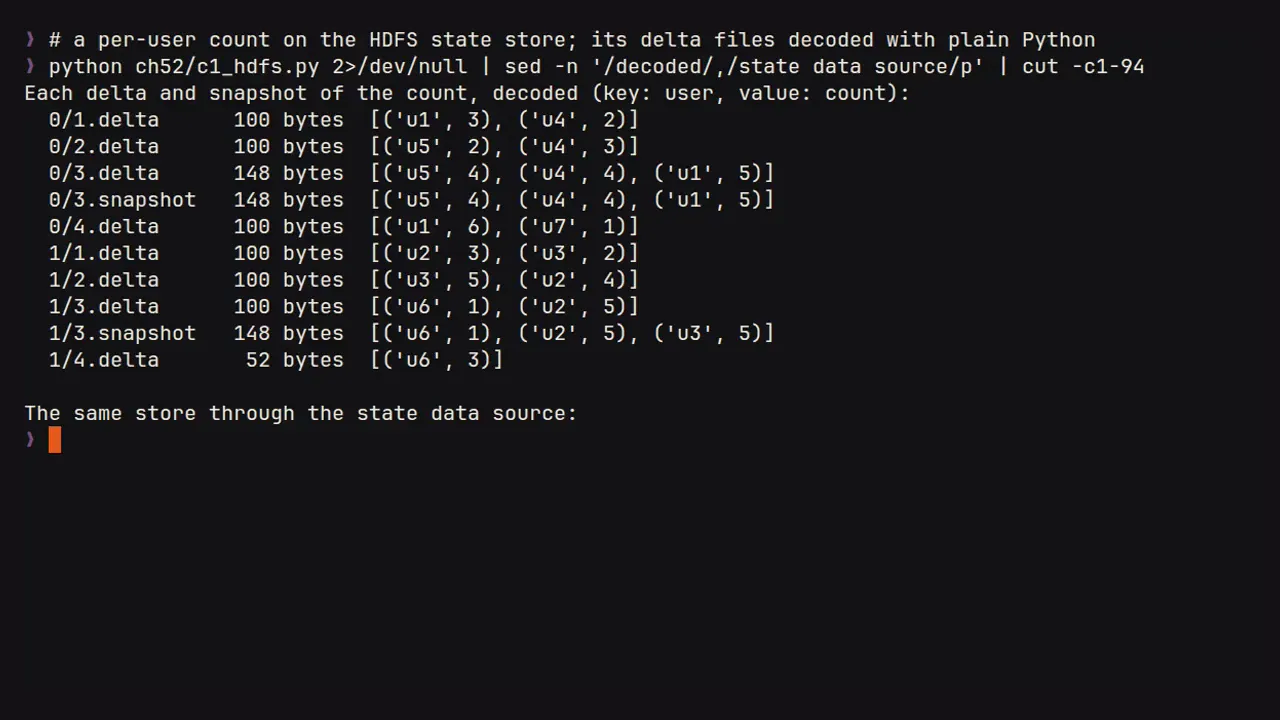 ❯ # a per-user count on the HDFS state store; its delta files decoded with plain Python
❯ python ch52/c1_hdfs.py 2>/dev/null | sed -n '/decoded/,/state data source/p' | cut -c1-94
Each delta and snapshot of the count, decoded (key: user, value: count):
  0/1.delta      100 bytes  [('u1', 3), ('u4', 2)]
  0/2.delta      100 bytes  [('u5', 2), ('u4', 3)]
  0/3.delta      148 bytes  [('u5', 4), ('u4', 4), ('u1', 5)]
  0/3.snapshot   148 bytes  [('u5', 4), ('u4', 4), ('u1', 5)]
  0/4.delta      100 bytes  [('u1', 6), ('u7', 1)]
  1/1.delta      100 bytes  [('u2', 3), ('u3', 2)]
  1/2.delta      100 bytes  [('u3', 5), ('u2', 4)]
  1/3.delta      100 bytes  [('u6', 1), ('u2', 5)]
  1/3.snapshot   148 bytes  [('u6', 1), ('u2', 5), ('u3', 5)]
  1/4.delta       52 bytes  [('u6', 3)]

The same store through the state data source:
❯